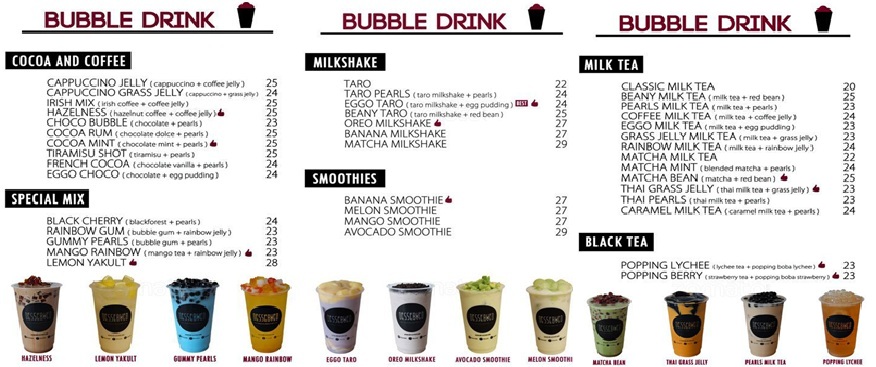 BUBBLE DRINK
COCOA AND COFFEE
CAPPUCCINO JELLY (cappucino + coffee jelly) 25
CAPPUCCINO GRASS JELLY (cappuccino + grass jelly) 24
IRISH MIX (irish coffee + coffee jelly) 25
HAZELNESS (hazelnut coffee + coffee jelly) 25
CHOCO BUBBLE (chocolate + pearls) 23
COCOA RUM (chocolate dolce + pearls) 25
COCOA MINT (chocolate-mint + pearls) 25
TIRAMISU SHOT (tiramisu + pearls) 25
FRENCH COCOA (chocolate vanilla + pearls) 24
EGGO CHOCO (chocolate + egg pudding) 24
SPECIAL MIX
BLACK CHERRY (blackforest + pearls) 24
RAINBOW GUM (bubble gum + rainbow jelly) 23
GUMMY PEARLS (bubble gum + pearls) 23
MANGO RAINBOW (mango tea + rainbow jelly) 23
LEMON YAKULT 28
HAZELNESS
LEMON YAKULT
GUMMY PEARLS
MANGO RAINBOW
BUBBLE DRINK
MILKSHAKE
TARO 22
TARO PEARLS (taro milkshake + pearls) 24
EGGO TARO (taro milkshake + egg pudding) BEST 24
BEANY TARO (taro milkshake + red bean) 25
OREO MILKSHAKE 27
BANANA MILKSHAKE 27
MATCHA MILKSHAKE 29
SMOOTHIES
BANANA SMOOTHIE 27
MELON SMOOTHIE 27
MANGO SMOOTHIE 27
AVOCADO SMOOTHIE 29
EGGO TARO
OREO MILKSHAKE
AVOCADO SMOOTHIE
MELON SMOOTHI
BUBBLE DRINK
MILK TEA
CLASSIC MILK TEA 20
BEANY MILK TEA (milk tea + red bean) 25
PEARLS MILK TEA (milk tea + pearls) 23
COFFEE MILK TEA (milk tea + coffee jelly) 24
EGGO MILK TEA (milk tea + egg pudding) 23
GRASS JELLY MILK TEA (milk tea + grass jelly) 23
RAINBOW MILK TEA (milk tea + rainbow jelly) 24
MATCHA MILK TEA 22
MATCHA MINT (blended matcha + pearls) 24
MATCHA BEAN (matcha + red bean) 25
THAI GRASS JELLY (thai milk tea + grass jelly) 23
THAI PEARLS (thai milk tea + pearls) 23
CARAMEL MILK TEA (caramel milk tea + pearls) 24
BLACK TEA
POPPING LYCHEE (lychee tea + popping boba lychee) 23
POPPING BERRY (strawberry tea + popping boba strawberry) 23
MATCHA BEAN
THAI GRASS JELLY
PEARLS MILK TEA
POPPING LYCHEE